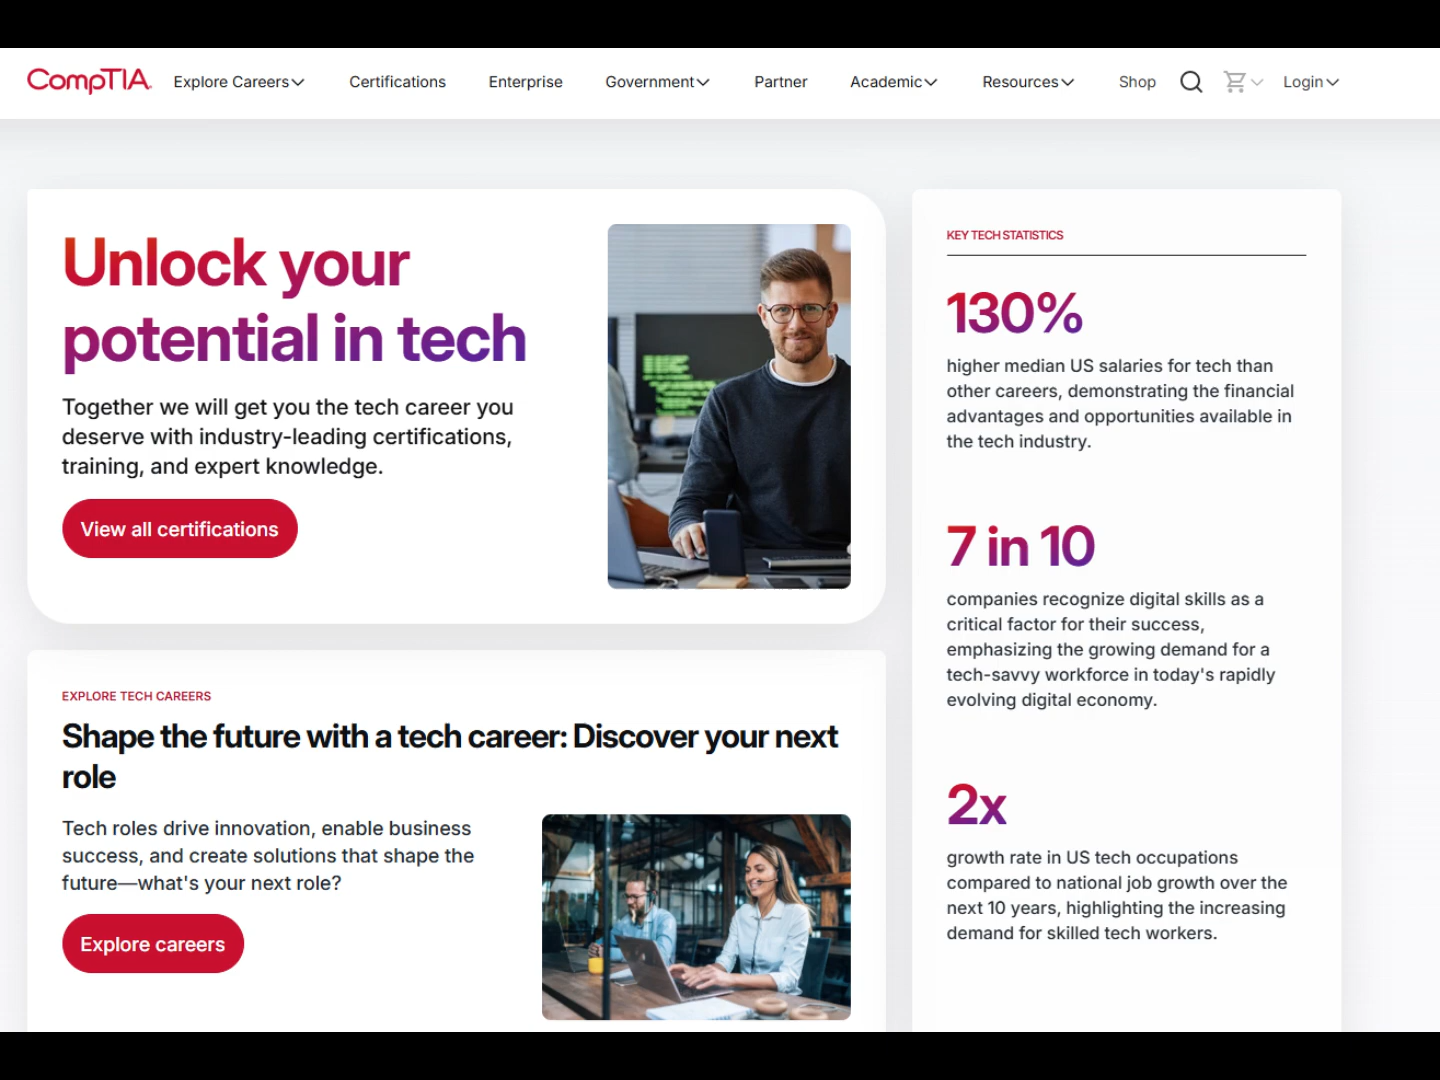 CompTIA.
Explore Careers
Certifications
Enterprise
Government
Partner
Academic
Resources
Shop
Login
Unlock your
potential in tech
Together we will get you the tech career you
deserve with industry-leading certifications,
training, and expert knowledge.
View all certifications
EXPLORE TECH CAREERS
Shape the future with a tech career: Discover your next
role
Tech roles drive innovation, enable business
success, and create solutions that shape the
future—what's your next role?
Explore careers
KEY TECH STATISTICS
130%
higher median US salaries for tech than
other careers, demonstrating the financial
advantages and opportunities available in
the tech industry.
7 in 10
companies recognize digital skills as a
critical factor for their success,
emphasizing the growing demand for a
tech-savvy workforce in today's rapidly
evolving digital economy.
2x
growth rate in US tech occupations
compared to national job growth over the
next 10 years, highlighting the increasing
demand for skilled tech workers.